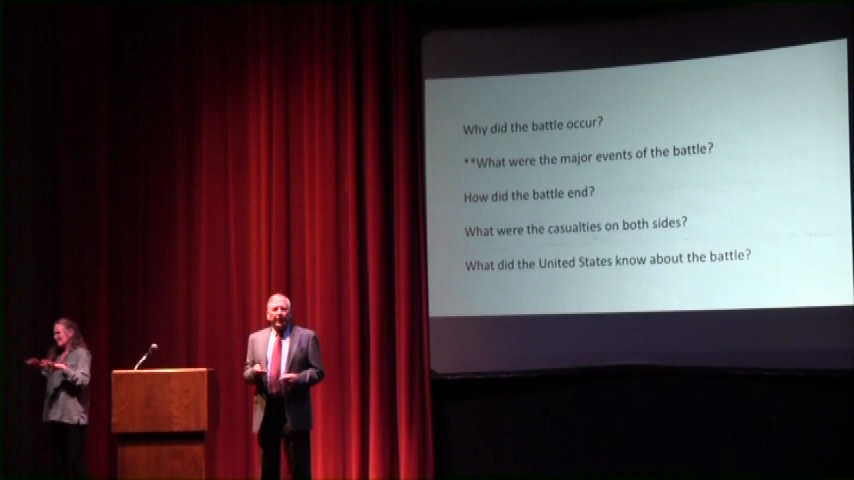 Why did the battle occur?
**What were the major events of the battle?
How did the battle end?
What were the casualties on both sides?
What did the United States know about the battle?